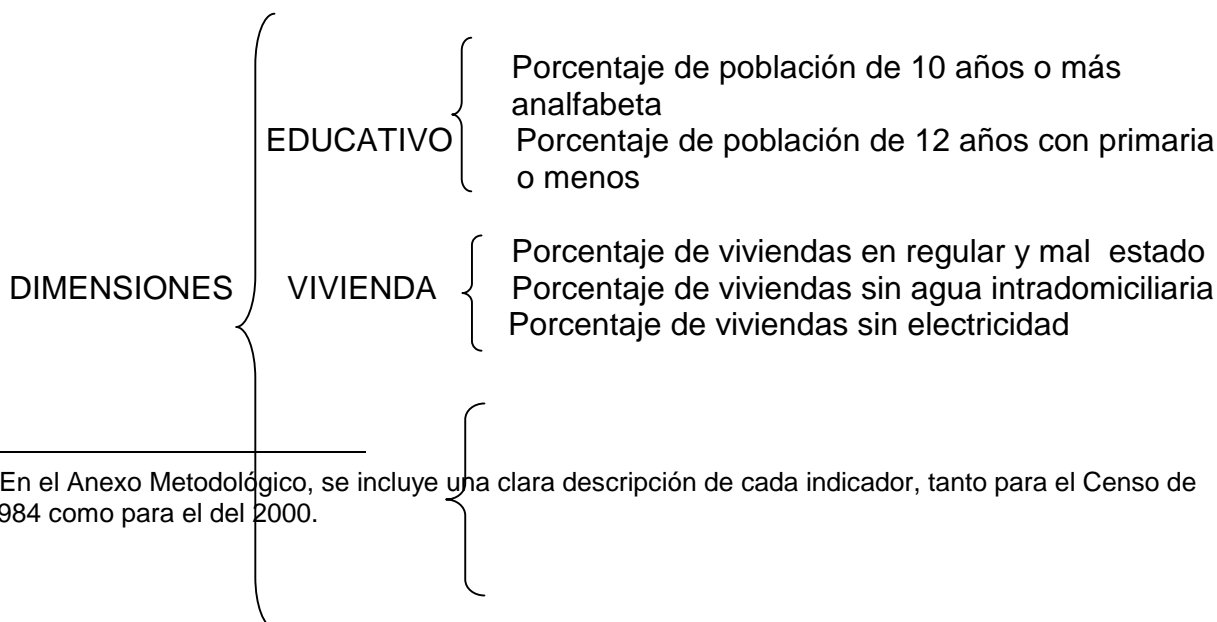 Porcentaje de población de 10 años o más
analfabeta
EDUCATIVO
Porcentaje de población de 12 años con primaria
o menos
DIMENSIONES
VIVIENDA
Porcentaje de viviendas en regular y mal estado
Porcentaje de viviendas sin agua intradomiciliaria
Porcentaje de viviendas sin electricidad
En el Anexo Metodológico, se incluye una clara descripción de cada indicador, tanto para el Censo de
984 como para el del 2000.